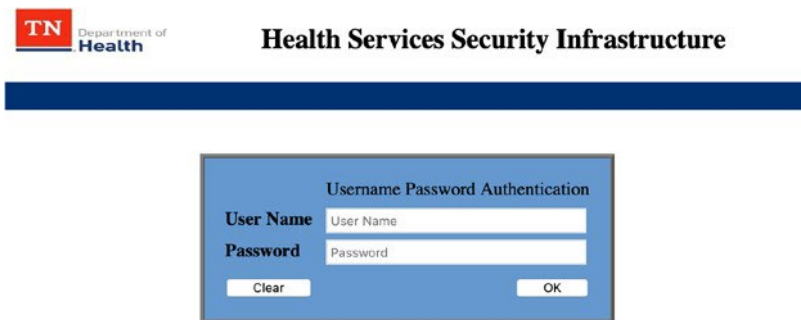 TN
Department of
Health
Health Services Security Infrastructure
Username Password Authentication
User Name User Name
Password Password
Clear OK